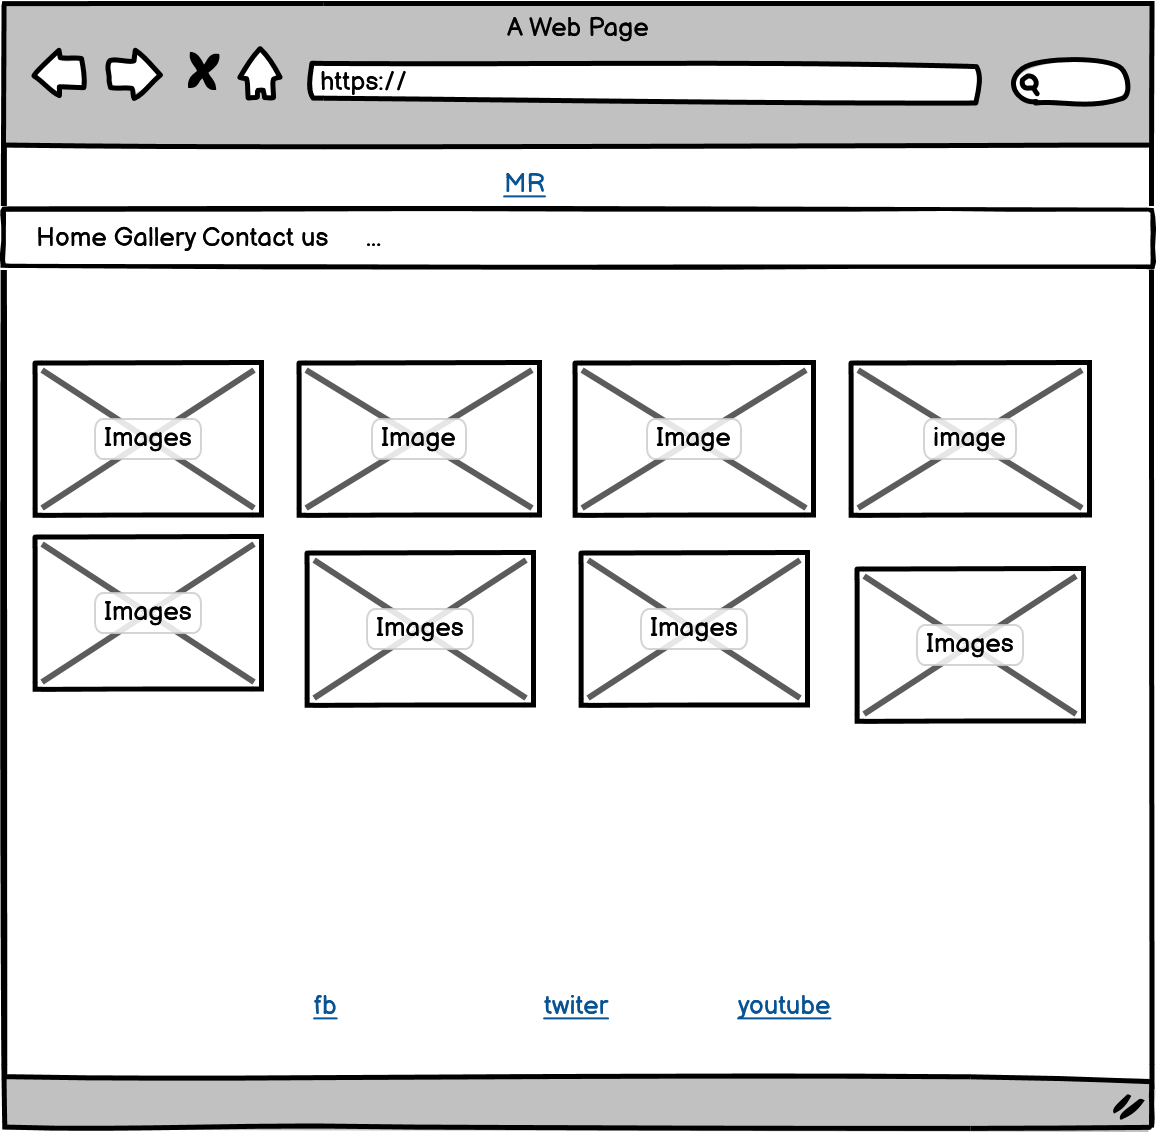 A Web Page
https://
MR
Home Gallery Contact us ...
Images Image Image image
Images Images Images Images
fb twiter youtube